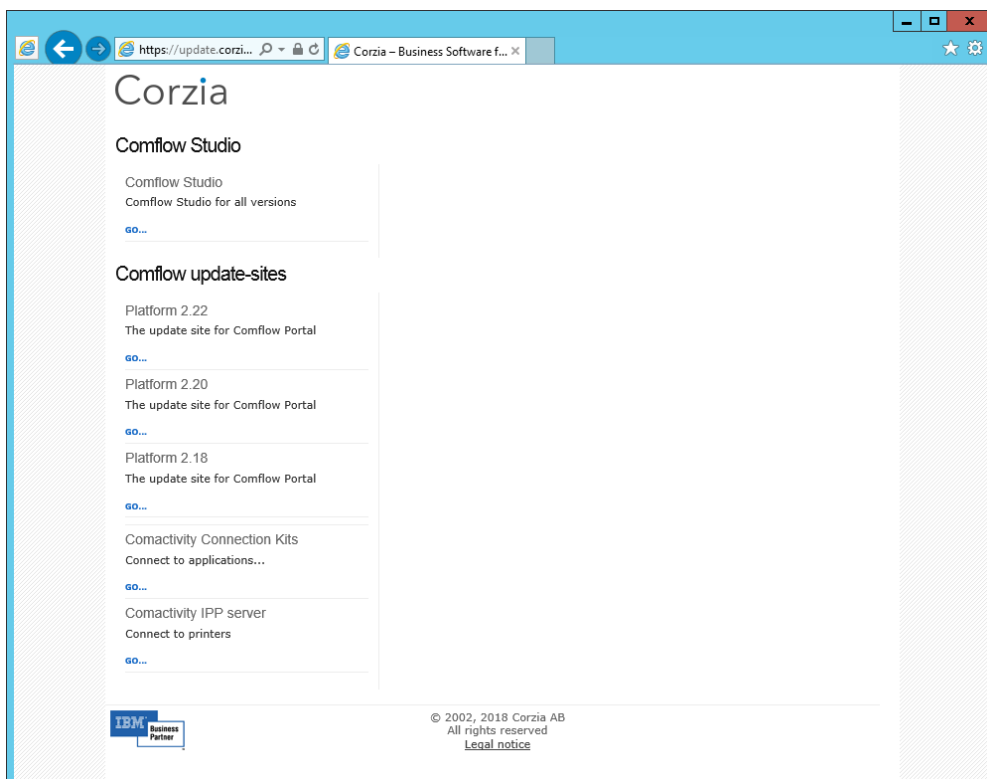 https://update.corzi...
Corzia – Business Software f...
Corzia
Comflow Studio
Comflow Studio
Comflow Studio for all versions
GO...
Comflow update-sites
Platform 2.22
The update site for Comflow Portal
GO...
Platform 2.20
The update site for Comflow Portal
GO...
Platform 2.18
The update site for Comflow Portal
GO...
Comactivity Connection Kits
Connect to applications...
GO...
Comactivity IPP server
Connect to printers
GO...
IBM
Business
Partner
© 2002, 2018 Corzia AB
All rights reserved
Legal notice